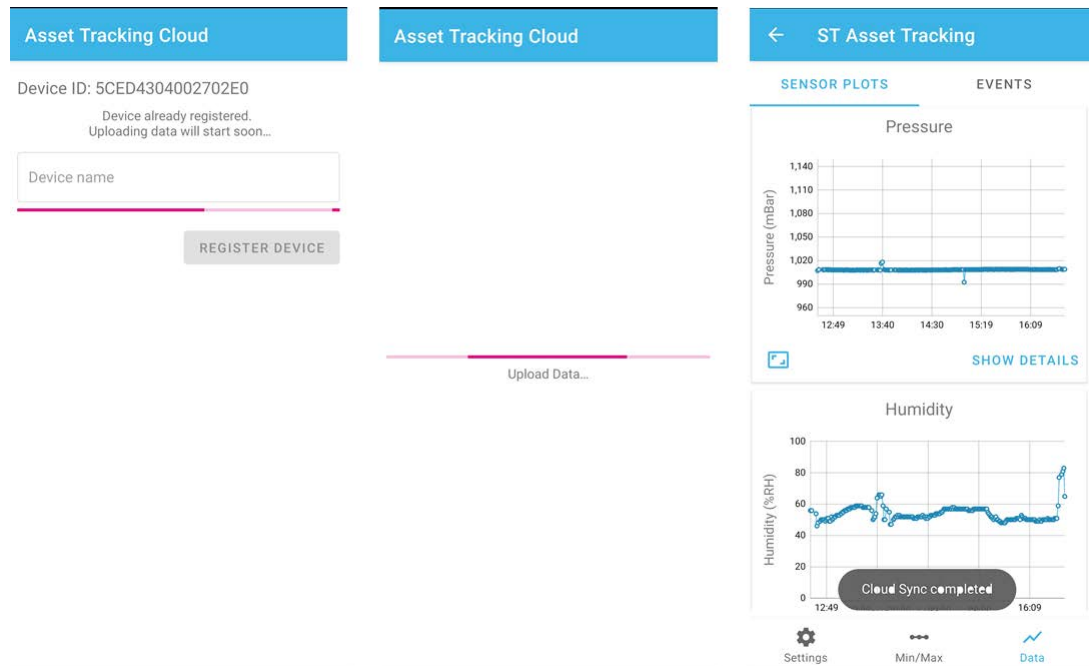 Asset Tracking Cloud
Device ID: 5CED4304002702E0
Device already registered.
Uploading data will start soon...
Device name
REGISTER DEVICE
Asset Tracking Cloud
Upload Data...
ST Asset Tracking
SENSOR PLOTS EVENTS
Pressure
Pressure (mBar)
1,140
1,110
1,080
1,050
1,020
990
960
12:49 13:40 14:30 15:19 16:09
SHOW DETAILS
Humidity
Humidity (%RH)
100
80
60
40
20
0
12:49 16:09
Cloud Sync completed
Settings Min/Max Data